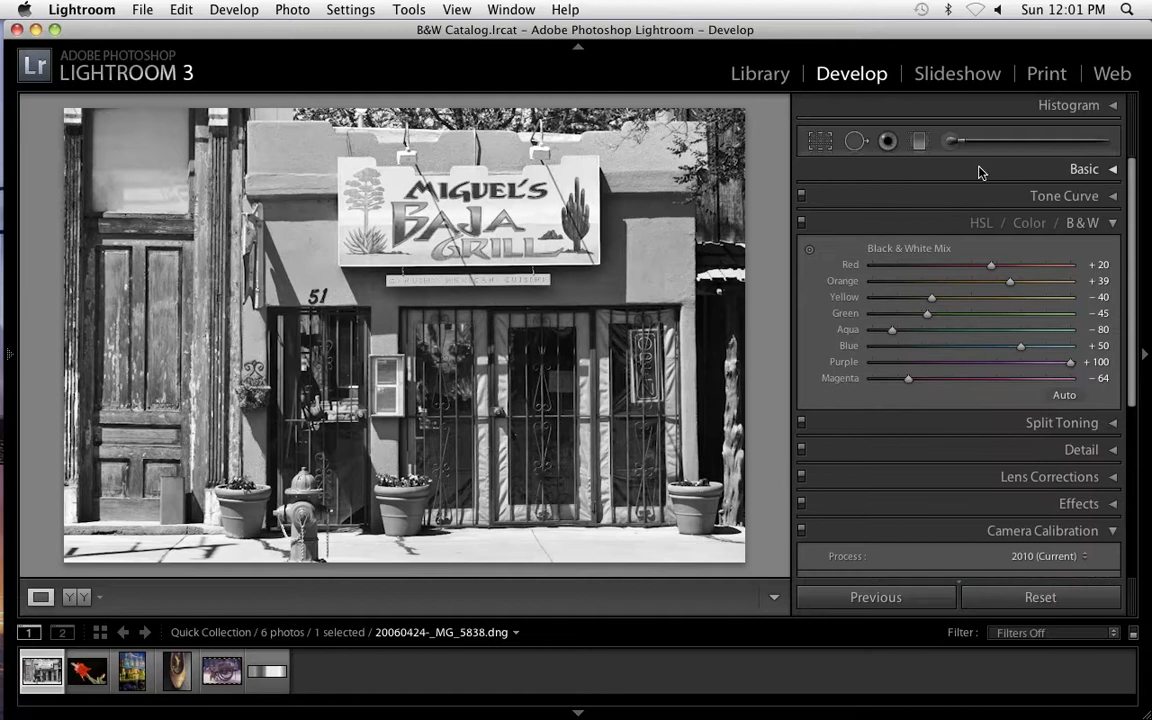 Lightroom File Edit Develop Photo Settings Tools View Window Help Sun 12:01 PM
B&W Catalog.lrcat – Adobe Photoshop Lightroom – Develop
Lr ADOBE PHOTOSHOP
LIGHTROOM 3
Library | Develop | Slideshow | Print | Web
Histogram
Basic
Tone Curve
HSL / Color / B&W
Black & White Mix
Red + 20
Orange + 39
Yellow – 40
Green – 45
Aqua – 80
Blue + 50
Purple + 100
Magenta – 64
Auto
Split Toning
Detail
Lens Corrections
Effects
Camera Calibration
Process : 2010 (Current)
Previous Reset
MIGUEL'S
BAJA
GRILL
51
YY
1 2 Quick Collection / 6 photos / 1 selected / 20060424-_MG_5838.dng Filter : Filters Off